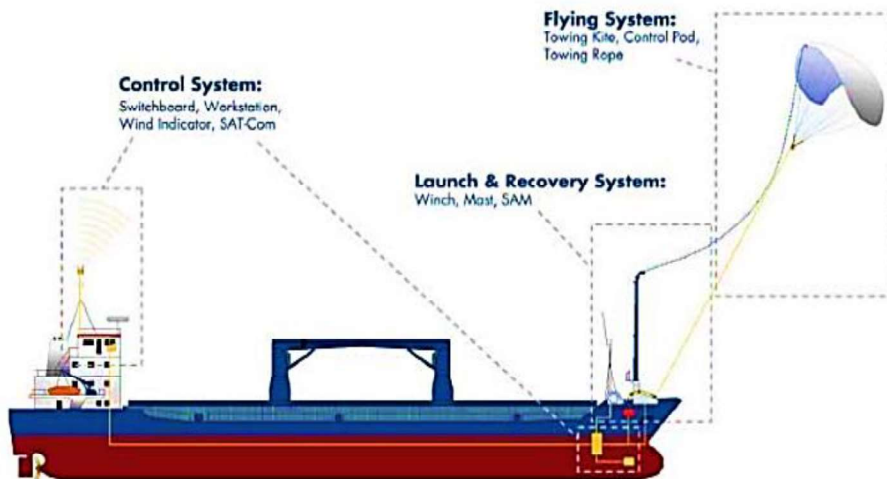 Flying System:
Towing Kite, Control Pod,
Towing Rope
Control System:
Switchboard, Workstation,
Wind Indicator, SAT-Com
Launch & Recovery System:
Winch, Mast, SAM